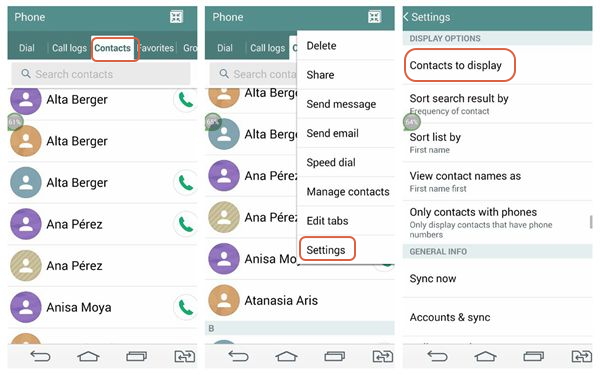 Phone
Dial
Call logs
Contacts
Favorites
Gro
Search contacts
Alta Berger
61%
Alta Berger
Alta Berger
Ana Pérez
Ana Pérez
Anisa Moya
Phone
Dial
Call logs
C
Search contacts
Alta Berger
65%
Alta Berger
Ana Pére
Ana Pére
Anisa Mo
Atanasia Aris
B
Delete
Share
Send message
Send email
Speed dial
Manage contacts
Edit tabs
Settings
Settings
DISPLAY OPTIONS
Contacts to display
Sort search result by
Frequency of contact
64%
Sort list by
First name
View contact names as
First name first
Only contacts with phones
Only display contacts that have phone
numbers
GENERAL INFO
Sync now
Accounts & sync